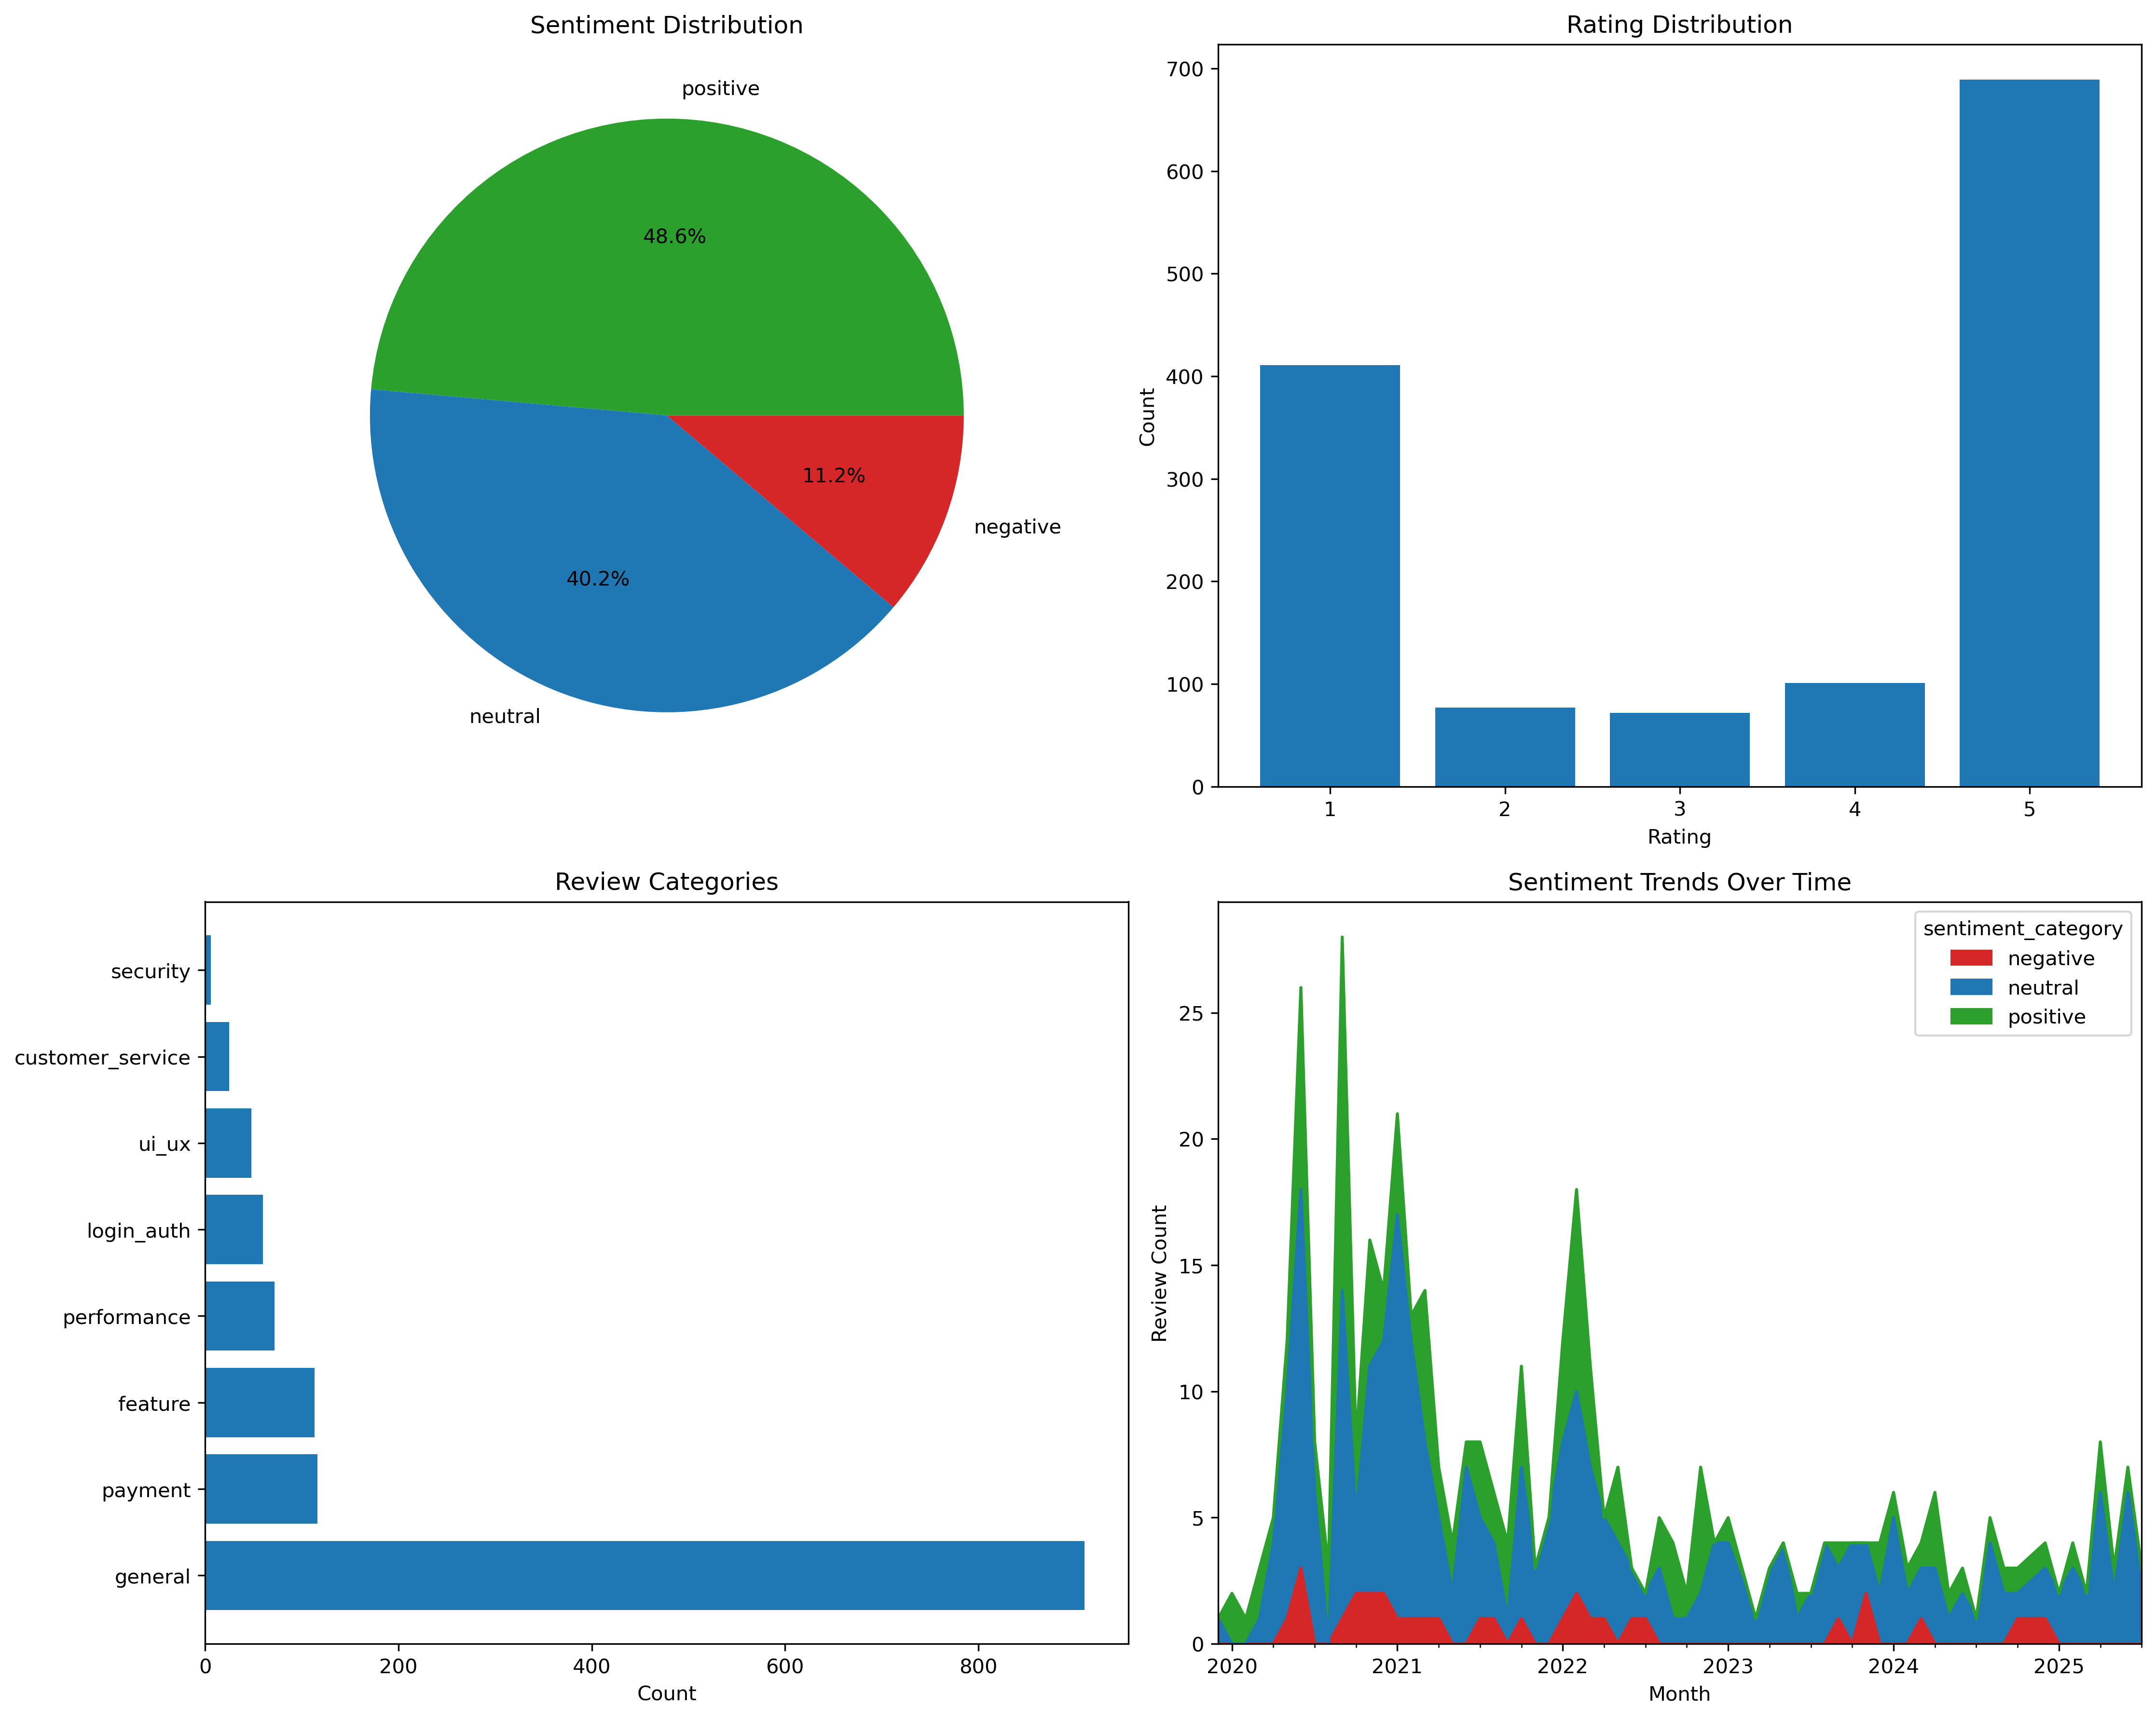 Sentiment Distribution
positive
48.6%
11.2%
negative
40.2%
neutral
Rating Distribution
700
600
500
400
300
200
100
0
Count
1 2 3 4 5
Rating
Review Categories
security
customer_service
ui_ux
login_auth
performance
feature
payment
general
0 200 400 600 800
Count
Sentiment Trends Over Time
sentiment_category
negative
neutral
positive
25
20
15
10
5
0
Review Count
2020 2021 2022 2023 2024 2025
Month